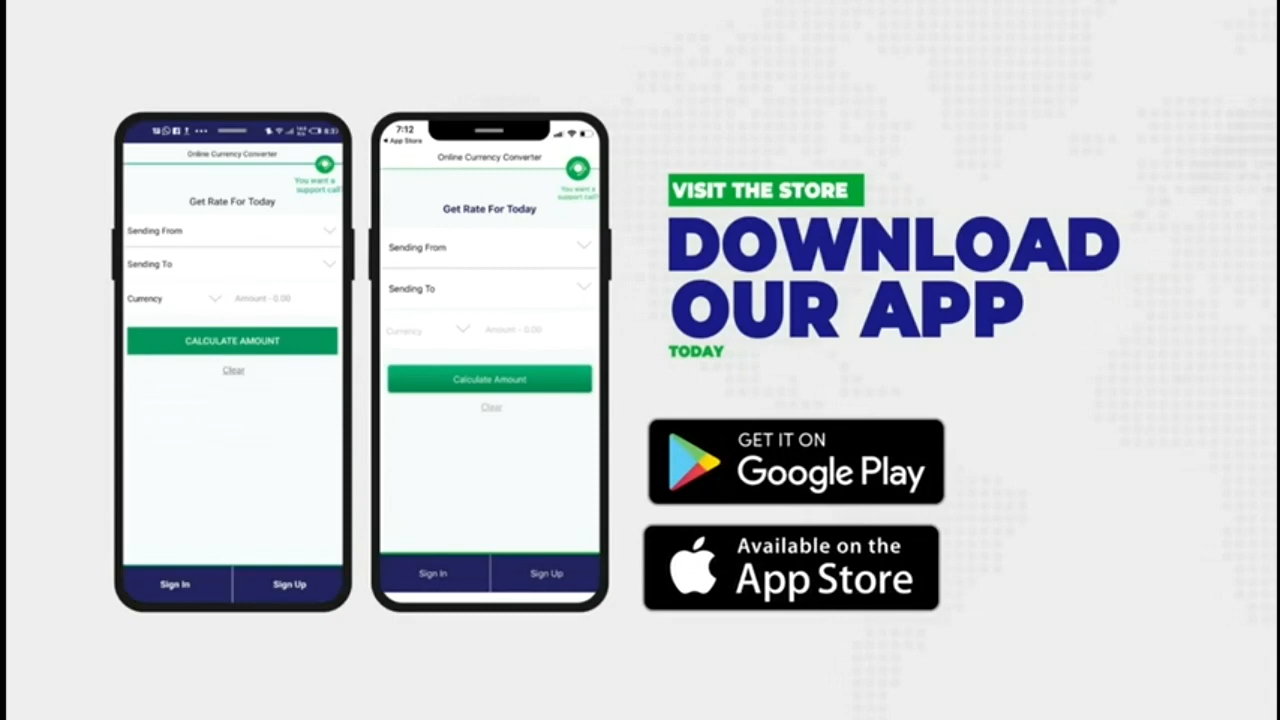 Online Currency Converter
You want a
support call?
Get Rate For Today
Sending From
Sending To
Currency
Amount - 0.00
CALCULATE AMOUNT
Clear
Sign In
Sign Up
7:12
App Store
Online Currency Converter
You want a
support call?
Get Rate For Today
Sending From
Sending To
Currency
Amount - 0.00
Calculate Amount
Clear
Sign In
Sign Up
VISIT THE STORE
DOWNLOAD
OUR APP
TODAY
GET IT ON
Google Play
Available on the
App Store